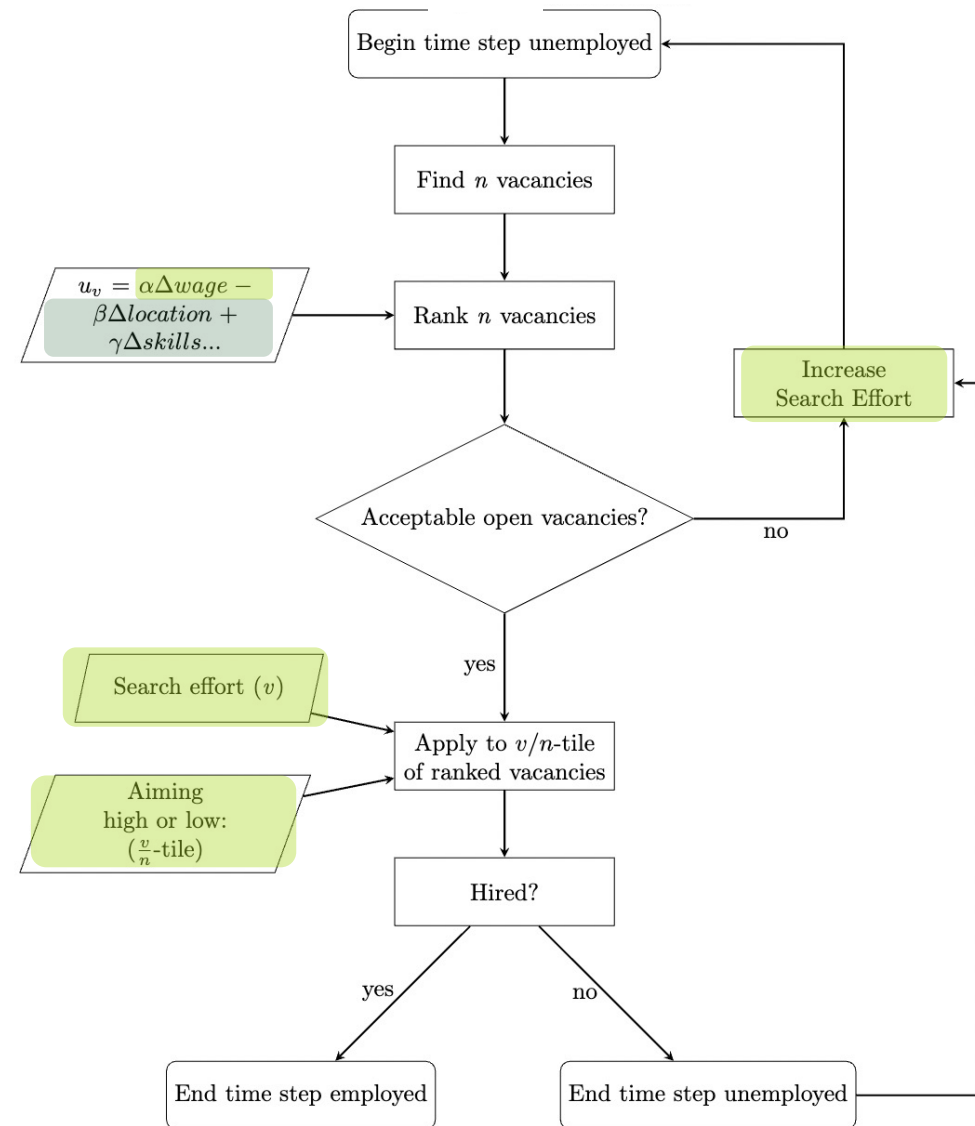 Begin time step unemployed
Find n vacancies
u_v = αΔwage −
βΔlocation +
γΔskills...
Rank n vacancies
Increase
Search Effort
Acceptable open vacancies?
no
yes
Search effort (v)
Apply to v/n-tile
of ranked vacancies
Aiming
high or low:
(v/n-tile)
Hired?
yes
no
End time step employed
End time step unemployed